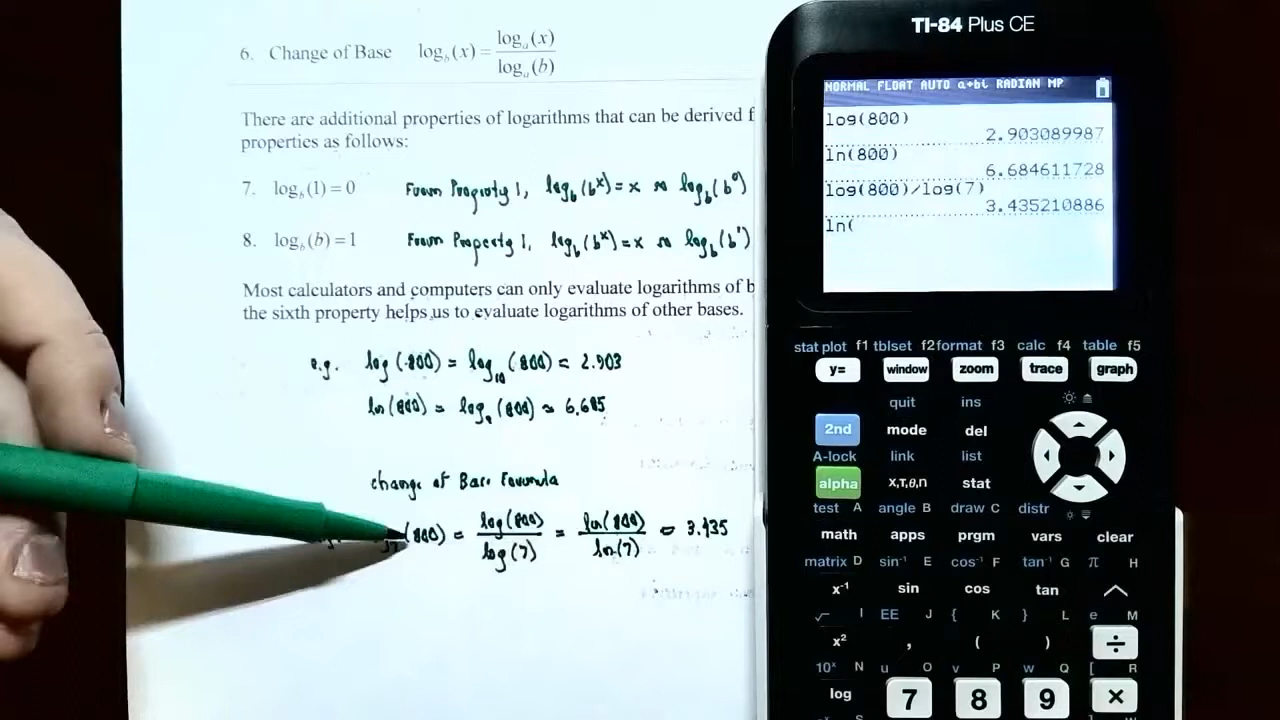 6. Change of Base log_b(x) = log_a(x) / log_a(b)
There are additional properties of logarithms that can be derived f
properties as follows:
7. log_b(1) = 0 From Property 1, log_b(b^x) = x so log_b(b^0)
8. log_b(b) = 1 From Property 1, log_b(b^x) = x so log_b(b^1)
Most calculators and computers can only evaluate logarithms of b
the sixth property helps us to evaluate logarithms of other bases.
e.g. log(800) = log_10(800) = 2.903
ln(800) = log_e(800) ≈ 6.685
Change of Base Formula
(800) = log(800) / log(7) = ln(800) / ln(7) = 3.435
TI-84 Plus CE
NORMAL FLOAT AUTO a+bi RADIAN MP
log(800)
2.903089987
ln(800)
6.684611728
log(800)/log(7)
3.435210886
ln(
stat plot f1 tblset f2 format f3 calc f4 table f5
y= window zoom trace graph
quit ins
2nd mode del
A-lock link list
alpha X,T,θ,n stat
test A angle B draw C distr
math apps prgm vars clear
matrix D sin⁻¹ E cos⁻¹ F tan⁻¹ G π H
x⁻¹ sin cos tan ^
√ I EE J { K } L e M
x² , ( ) ÷
10ˣ N u O v P w Q [ R
log 7 8 9 ×